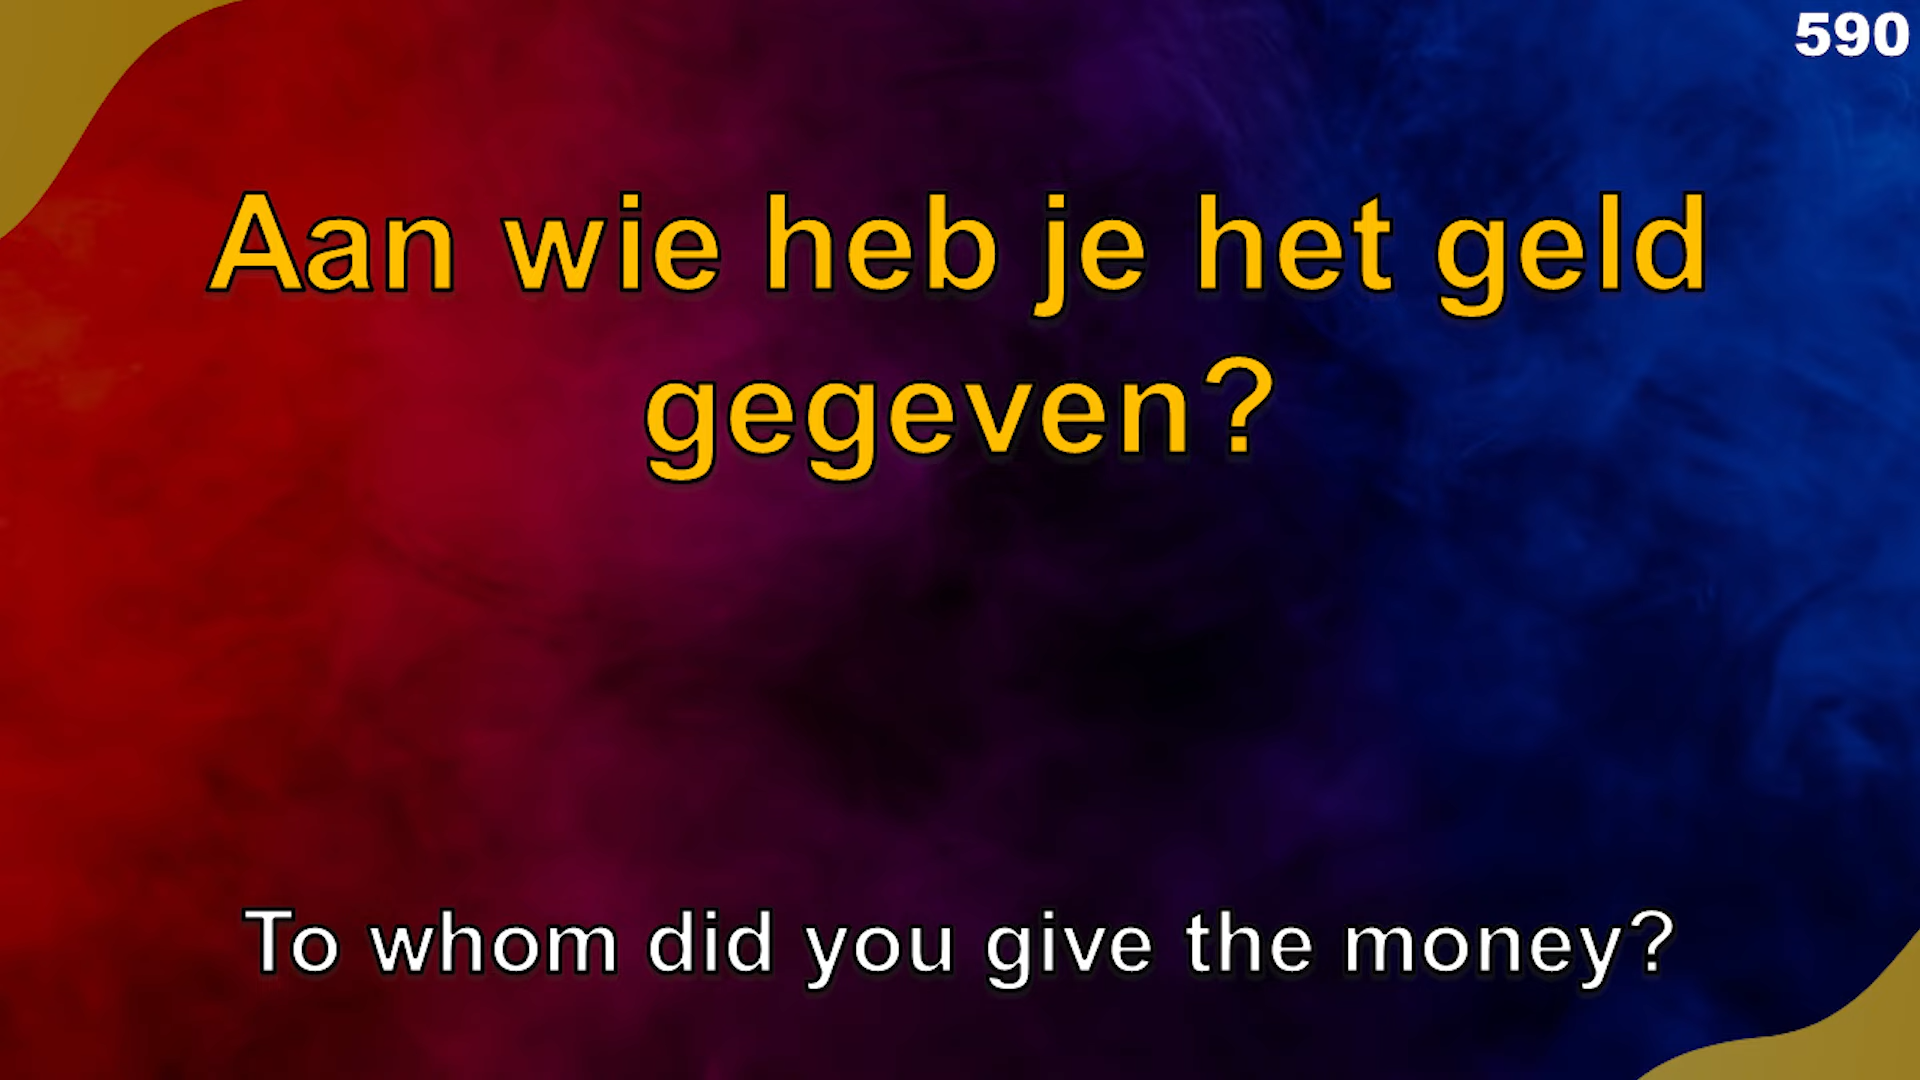 590
Aan wie heb je het geld
gegeven?
To whom did you give the money?